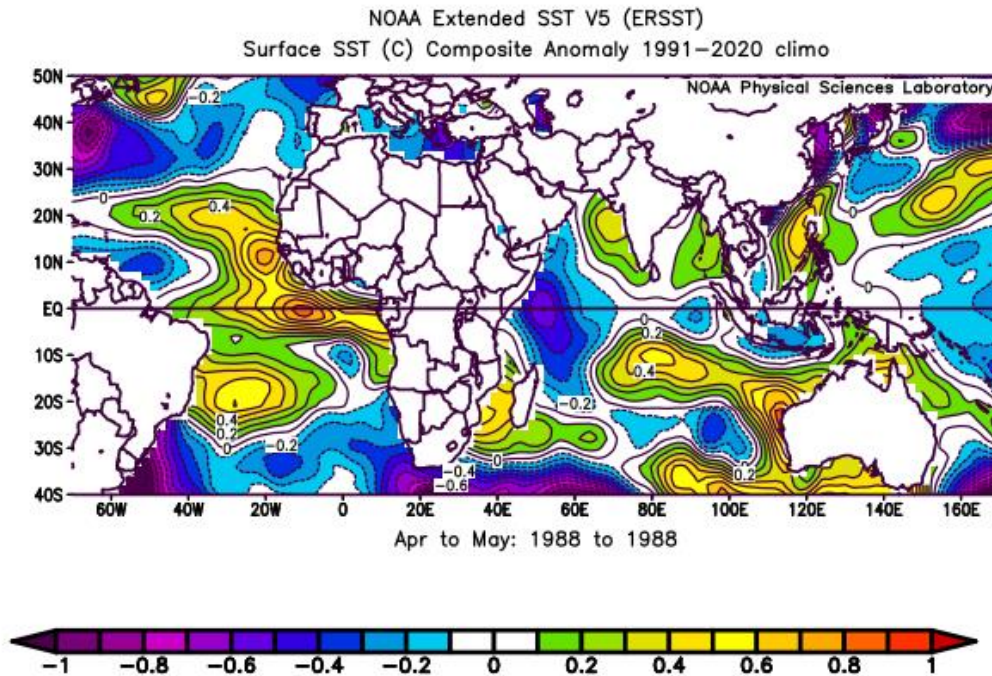 NOAA Extended SST V5 (ERSST)
Surface SST (C) Composite Anomaly 1991–2020 climo
NOAA Physical Sciences Laboratory
50N
40N
30N
20N
10N
EQ
10S
20S
30S
40S
-0.2
0
0.2
0.4
0
0
0
0.2
0.4
-0.2
0.4
0.2
0
-0.2
0
-0.4
-0.6
0
0.2
60W 40W 20W 0 20E 40E 60E 80E 100E 120E 140E 160E
Apr to May: 1988 to 1988
-1 -0.8 -0.6 -0.4 -0.2 0 0.2 0.4 0.6 0.8 1